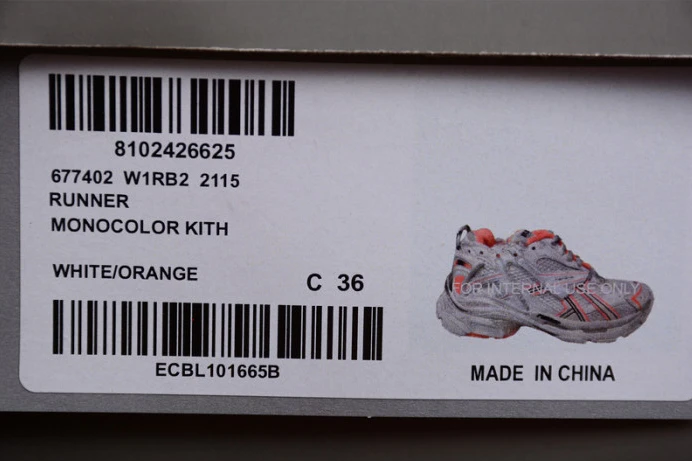 8102426625
677402 W1RB2 2115
RUNNER
MONOCOLOR KITH
WHITE/ORANGE
C 36
ECBL101665B
FOR INTERNAL USE ONLY
MADE IN CHINA